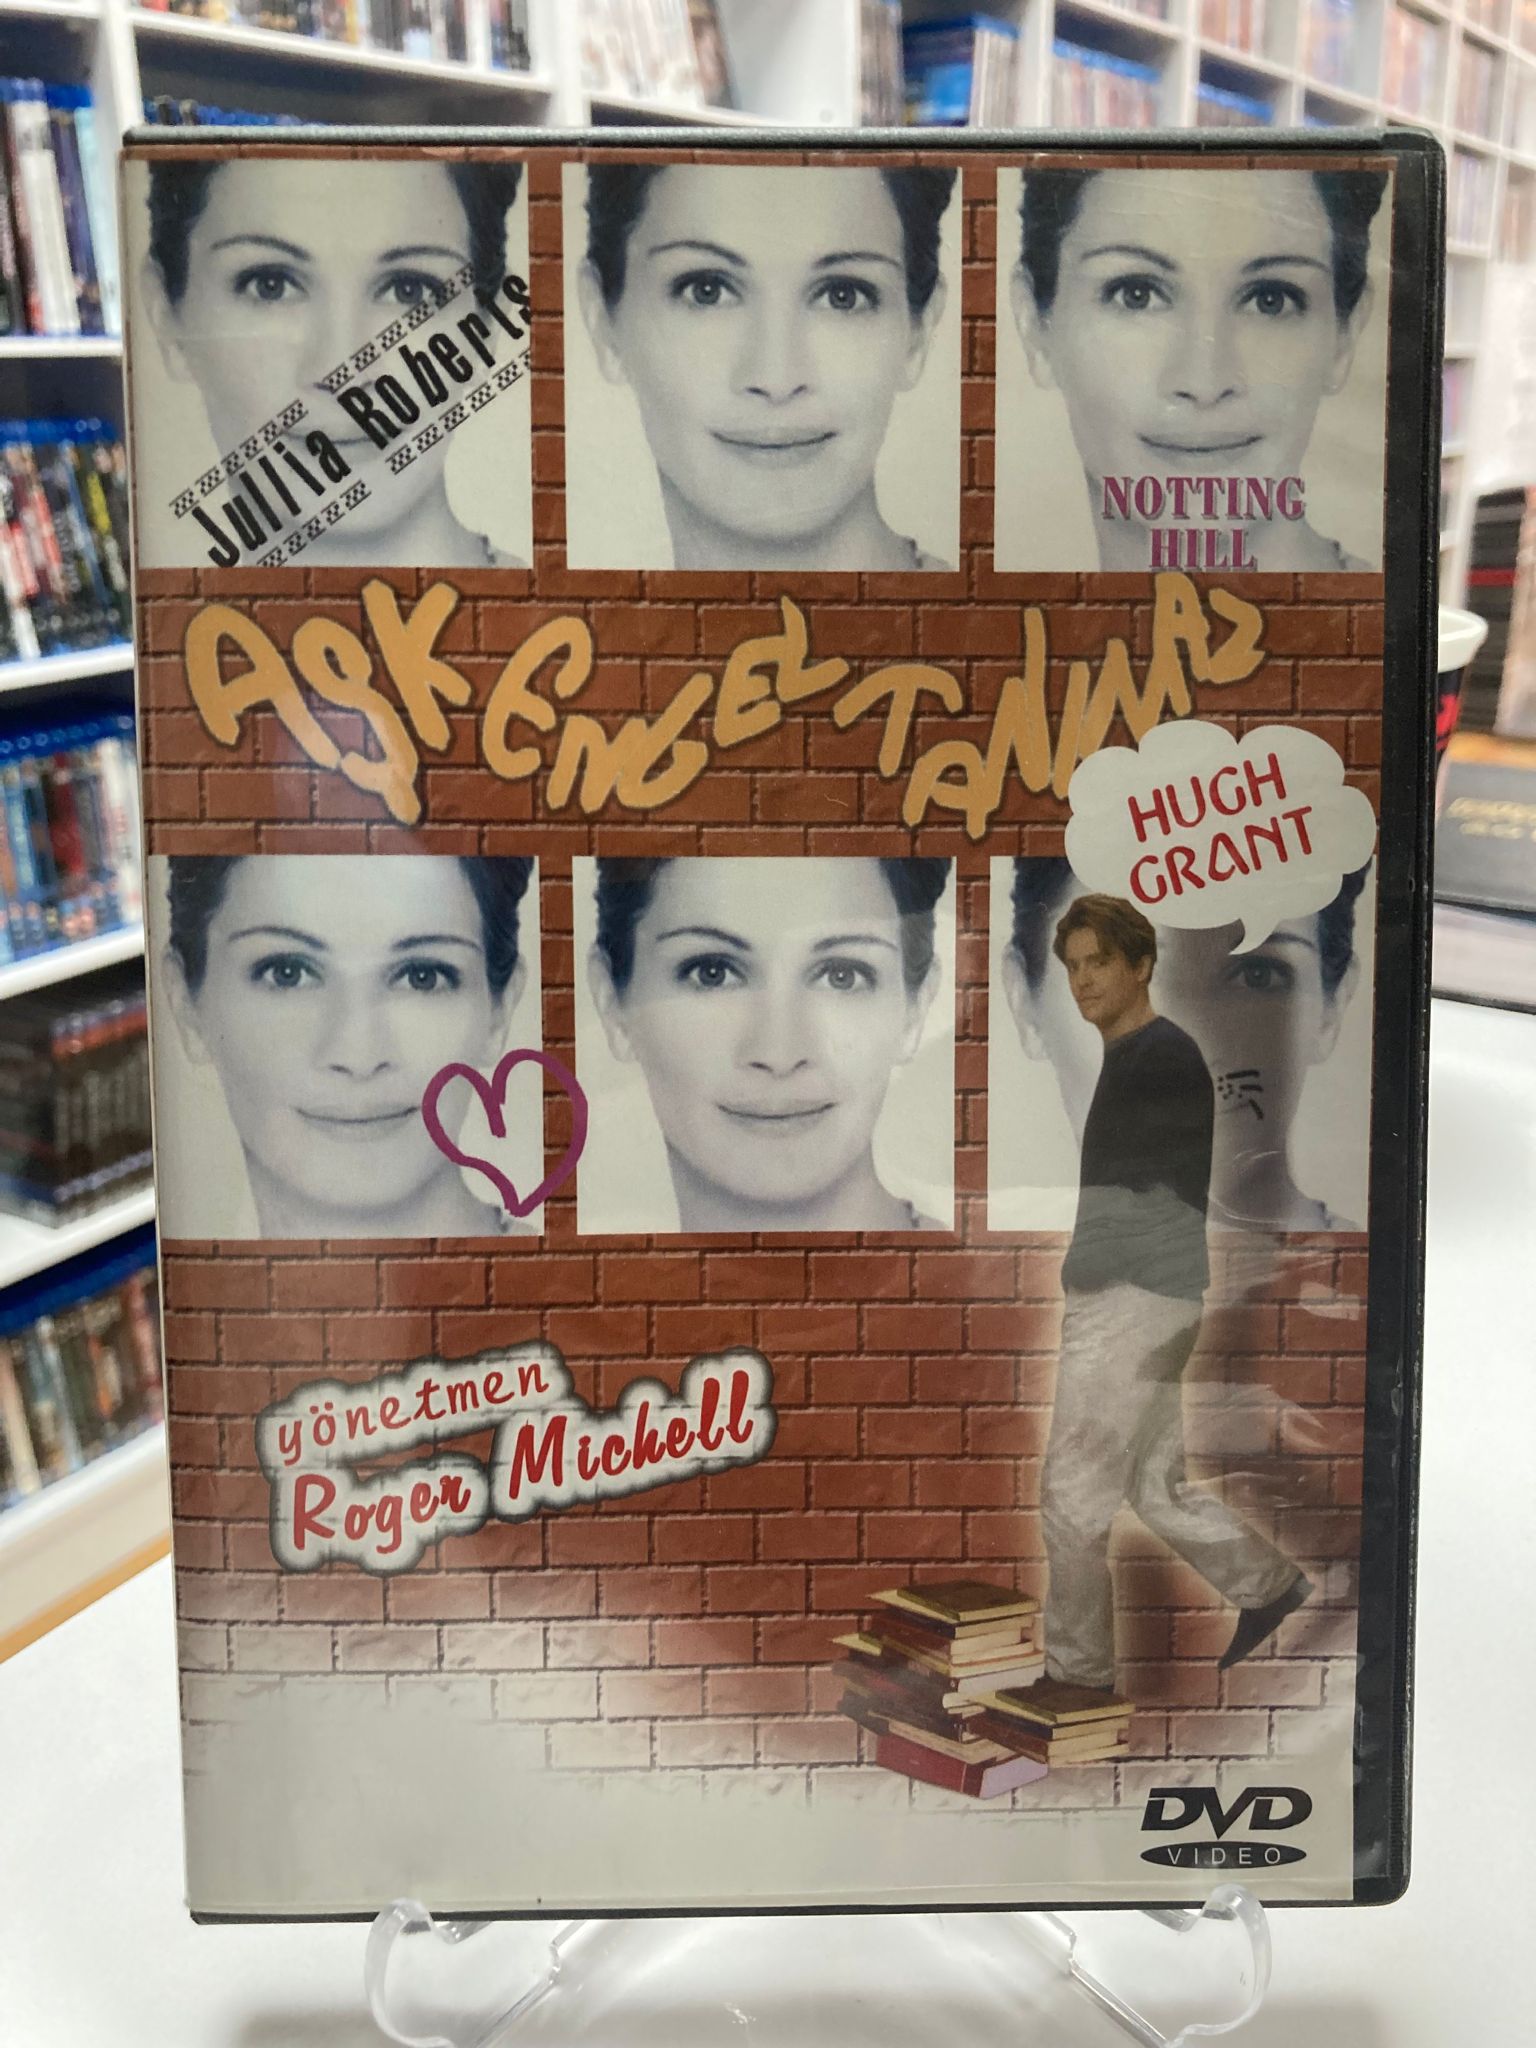 Julia Roberts
NOTTING
HILL
AŞK ENGEL TANIMAZ
HUGH
GRANT
yönetmen
Roger Michell
DVD
VIDEO